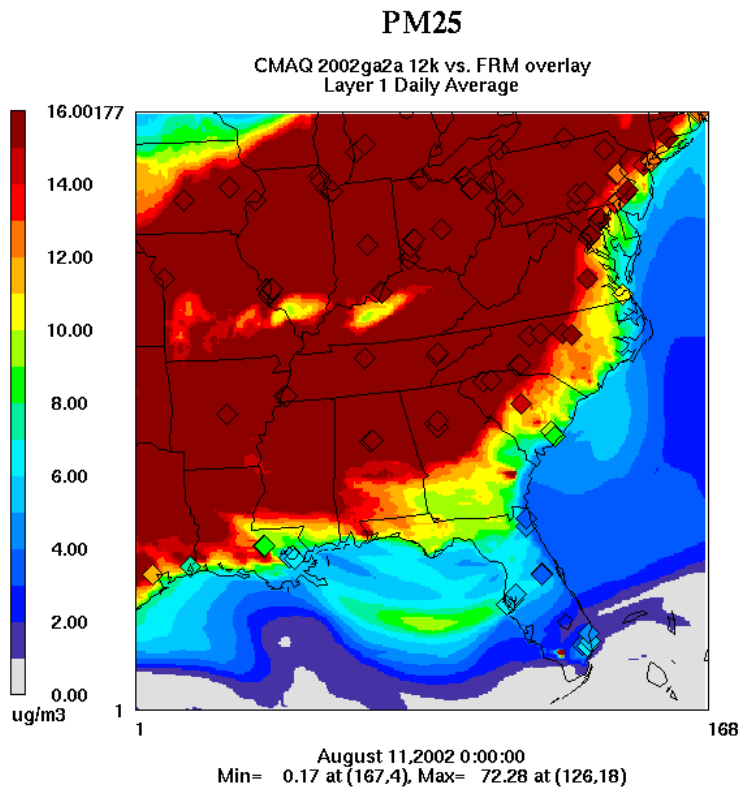 PM25
CMAQ 2002ga2a 12k vs. FRM overlay
Layer 1 Daily Average
16.00
14.00
12.00
10.00
8.00
6.00
4.00
2.00
0.00
ug/m3
177
1
1
168
August 11,2002 0:00:00
Min= 0.17 at (167,4), Max= 72.28 at (126,18)